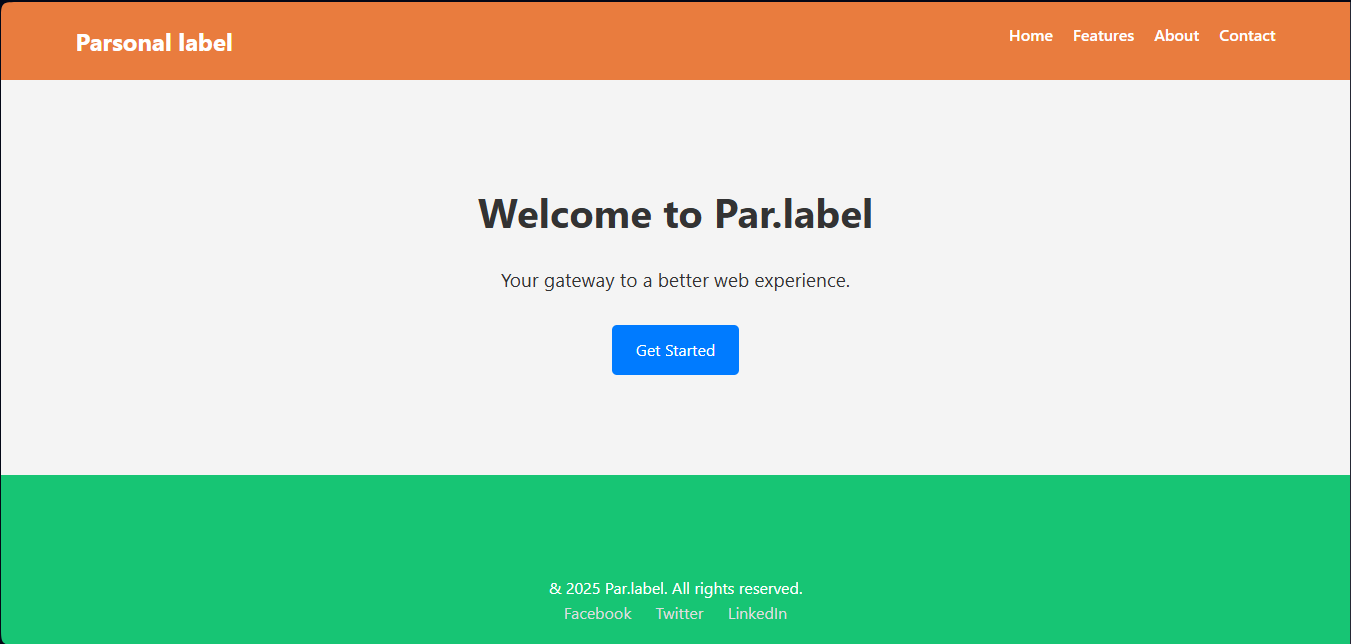 Parsonal label
Home Features About Contact
Welcome to Par.label
Your gateway to a better web experience.
Get Started
& 2025 Par.label. All rights reserved.
Facebook Twitter LinkedIn